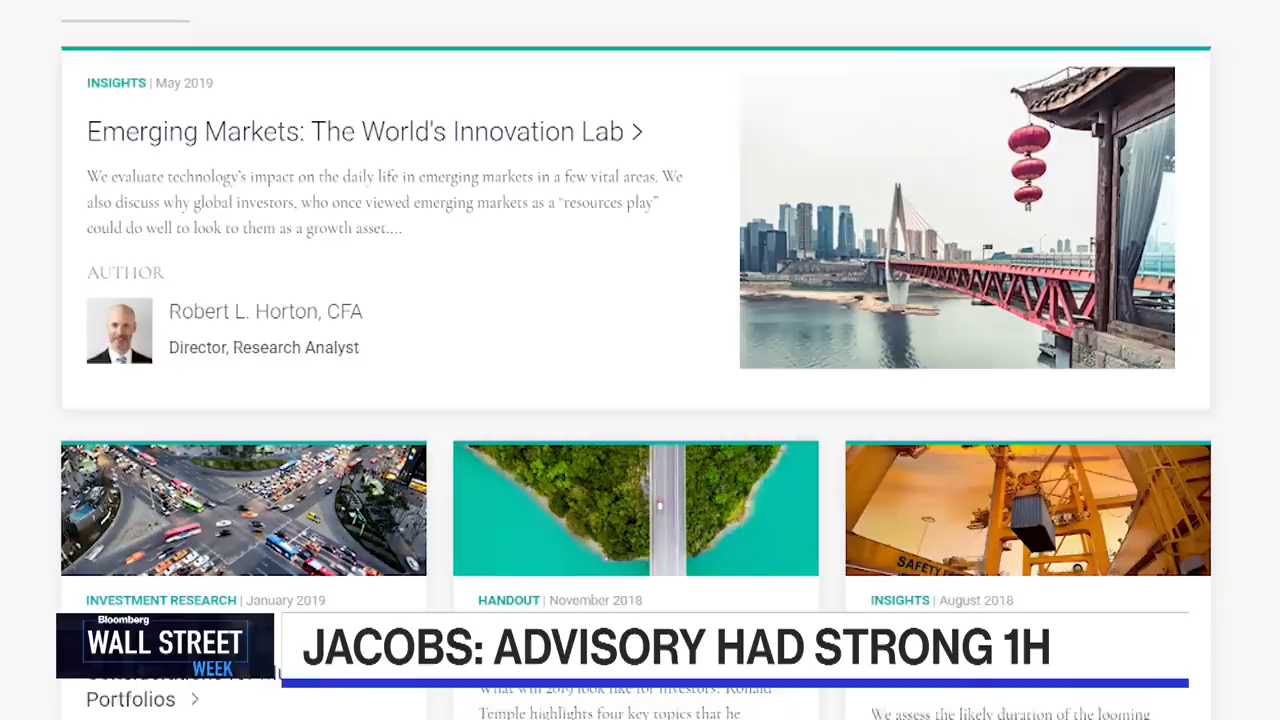 INSIGHTS | May 2019
Emerging Markets: The World's Innovation Lab >
We evaluate technology's impact on the daily life in emerging markets in a few vital areas. We
also discuss why global investors, who once viewed emerging markets as a “resources play”
could do well to look to them as a growth asset....
AUTHOR
Robert L. Horton, CFA
Director, Research Analyst
SAFETY
INVESTMENT RESEARCH | January 2019
HANDOUT | November 2018
INSIGHTS | August 2018
Bloomberg
WALL STREET
WEEK
JACOBS: ADVISORY HAD STRONG 1H
Portfolios >
What will 2019 look like for investors? Ronald
Temple highlights four key topics that he
We assess the likely duration of the looming